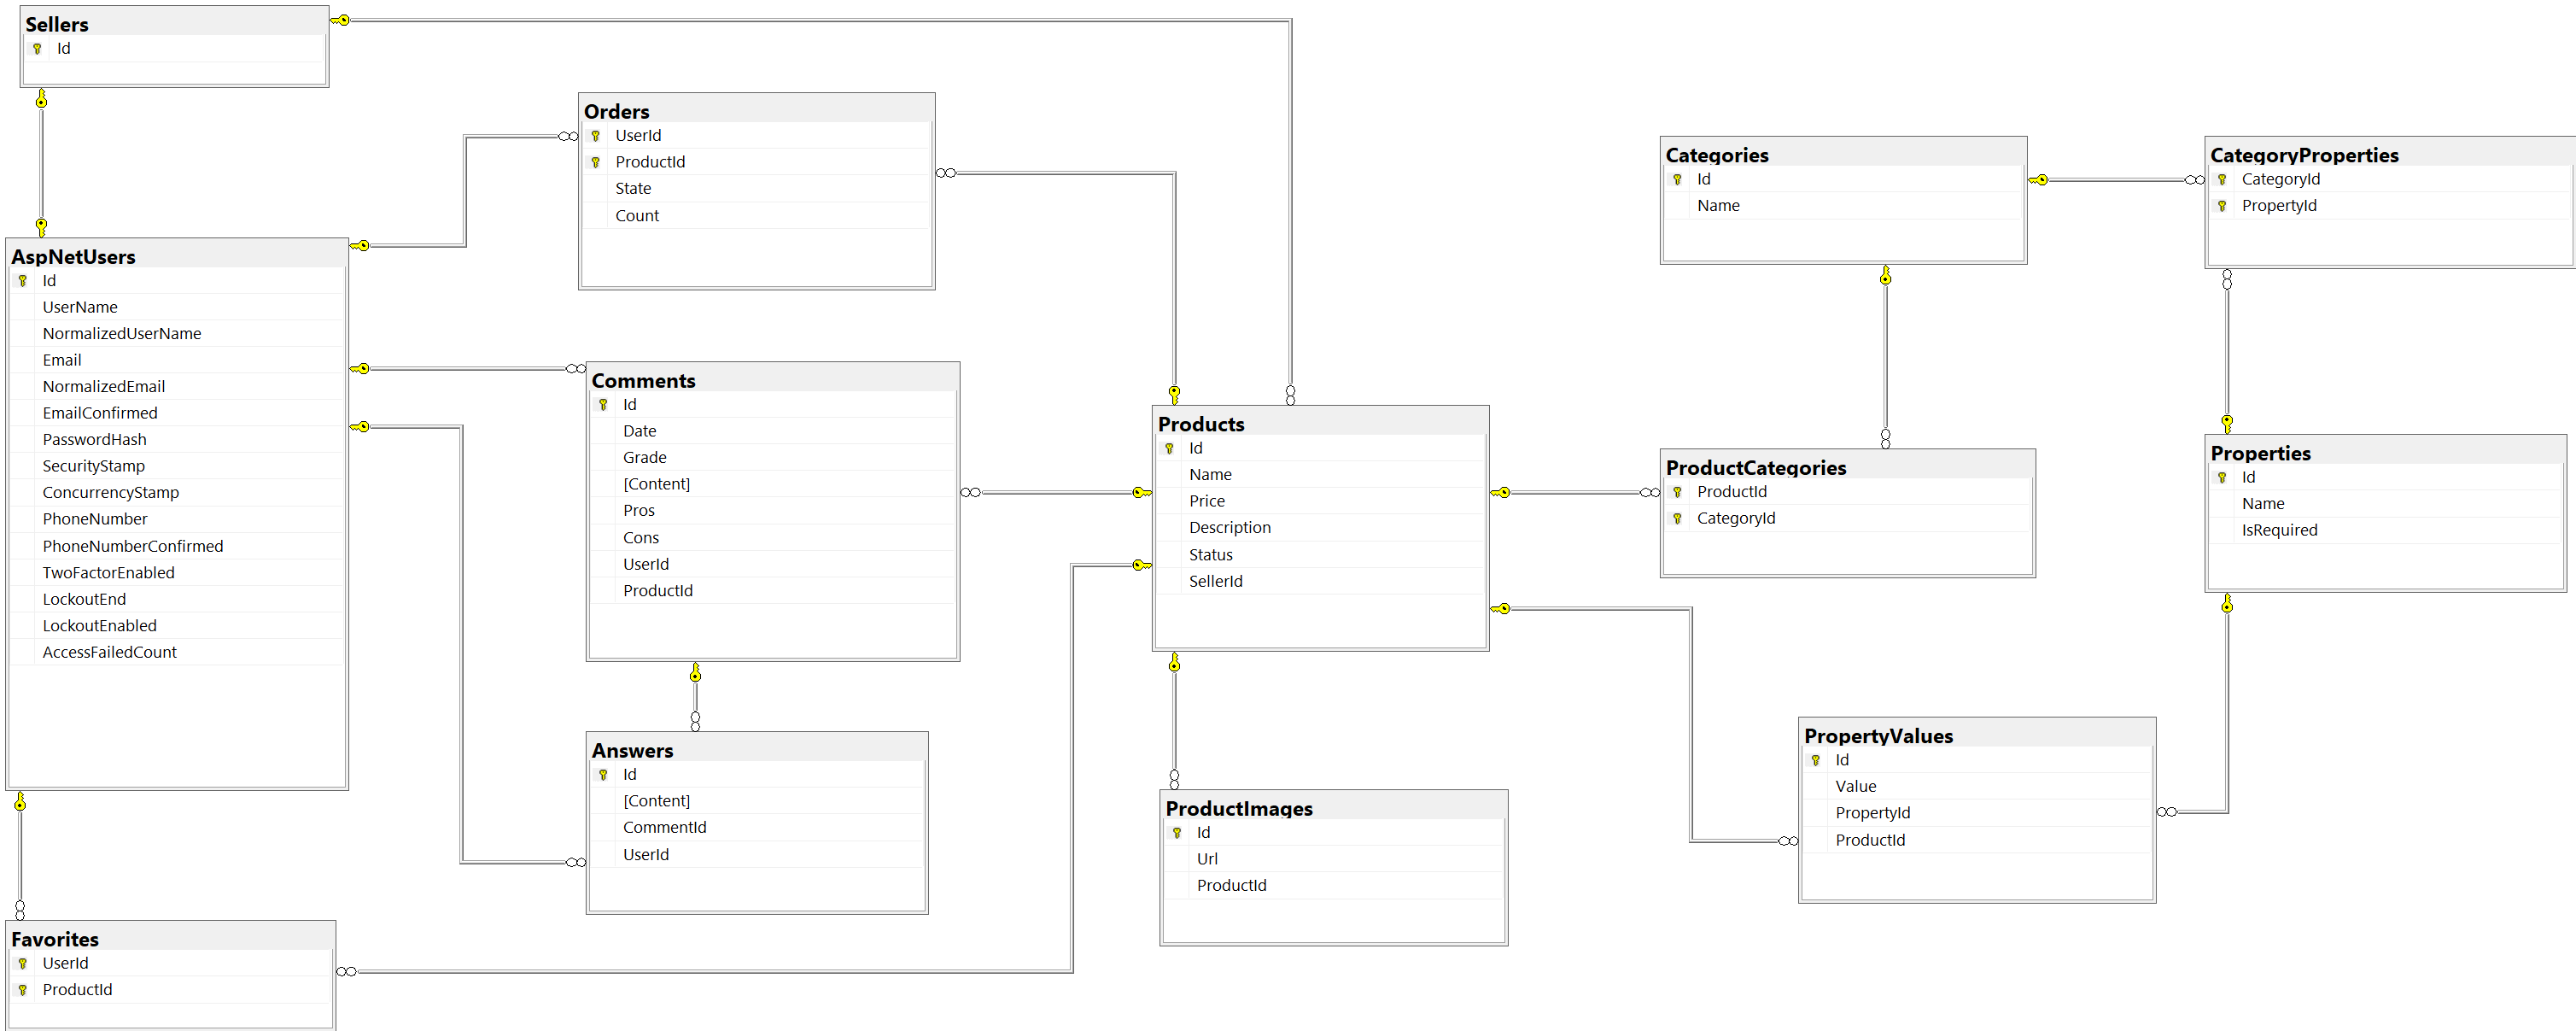 Sellers
Id
Orders
UserId
ProductId
State
Count
Categories
Id
Name
CategoryProperties
CategoryId
PropertyId
AspNetUsers
Id
UserName
NormalizedUserName
Email
NormalizedEmail
EmailConfirmed
PasswordHash
SecurityStamp
ConcurrencyStamp
PhoneNumber
PhoneNumberConfirmed
TwoFactorEnabled
LockoutEnd
LockoutEnabled
AccessFailedCount
Comments
Id
Date
Grade
[Content]
Pros
Cons
UserId
ProductId
Products
Id
Name
Price
Description
Status
SellerId
ProductCategories
ProductId
CategoryId
Properties
Id
Name
IsRequired
Answers
Id
[Content]
CommentId
UserId
ProductImages
Id
Url
ProductId
PropertyValues
Id
Value
PropertyId
ProductId
Favorites
UserId
ProductId